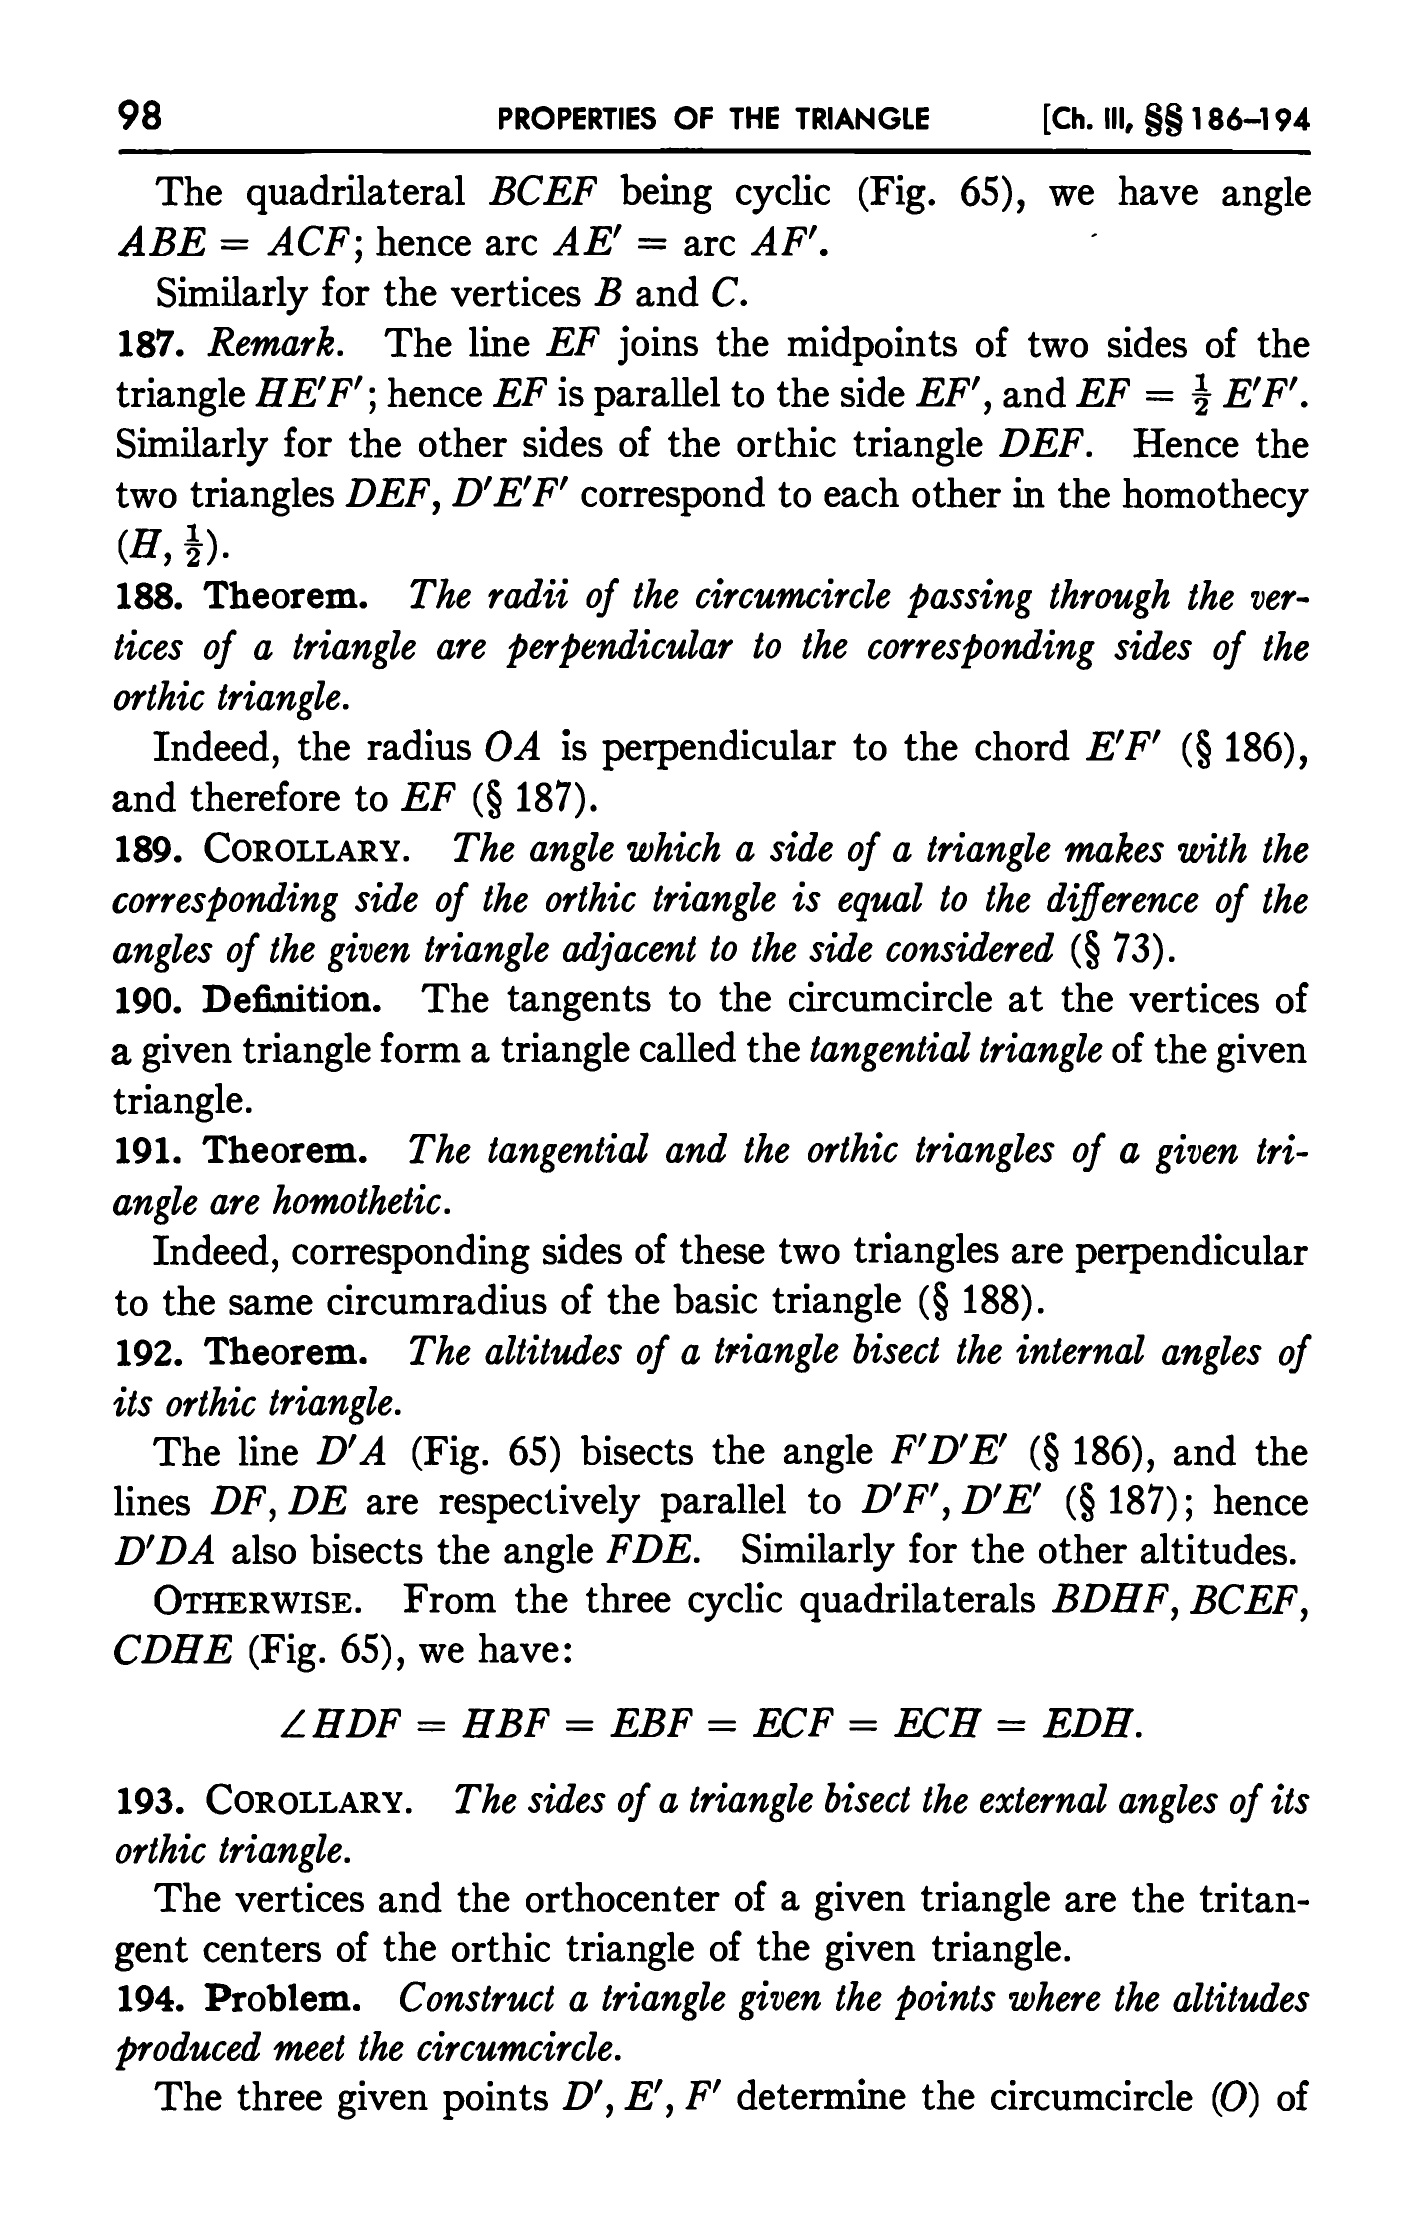 98 PROPERTIES OF THE TRIANGLE [Ch. III, §§ 186–194
The quadrilateral BCEF being cyclic (Fig. 65), we have angle
ABE = ACF; hence arc AE′ = arc AF′.
Similarly for the vertices B and C.
187. Remark. The line EF joins the midpoints of two sides of the
triangle HE′F′; hence EF is parallel to the side EF′, and EF = ½ E′F′.
Similarly for the other sides of the orthic triangle DEF. Hence the
two triangles DEF, D′E′F′ correspond to each other in the homothecy
(H, ½).
188. Theorem. The radii of the circumcircle passing through the ver-
tices of a triangle are perpendicular to the corresponding sides of the
orthic triangle.
Indeed, the radius OA is perpendicular to the chord E′F′ (§ 186),
and therefore to EF (§ 187).
189. COROLLARY. The angle which a side of a triangle makes with the
corresponding side of the orthic triangle is equal to the difference of the
angles of the given triangle adjacent to the side considered (§ 73).
190. Definition. The tangents to the circumcircle at the vertices of
a given triangle form a triangle called the tangential triangle of the given
triangle.
191. Theorem. The tangential and the orthic triangles of a given tri-
angle are homothetic.
Indeed, corresponding sides of these two triangles are perpendicular
to the same circumradius of the basic triangle (§ 188).
192. Theorem. The altitudes of a triangle bisect the internal angles of
its orthic triangle.
The line D′A (Fig. 65) bisects the angle F′D′E′ (§ 186), and the
lines DF, DE are respectively parallel to D′F′, D′E′ (§ 187); hence
D′DA also bisects the angle FDE. Similarly for the other altitudes.
OTHERWISE. From the three cyclic quadrilaterals BDHF, BCEF,
CDHE (Fig. 65), we have:
∠HDF = HBF = EBF = ECF = ECH = EDH.
193. COROLLARY. The sides of a triangle bisect the external angles of its
orthic triangle.
The vertices and the orthocenter of a given triangle are the tritan-
gent centers of the orthic triangle of the given triangle.
194. Problem. Construct a triangle given the points where the altitudes
produced meet the circumcircle.
The three given points D′, E′, F′ determine the circumcircle (O) of